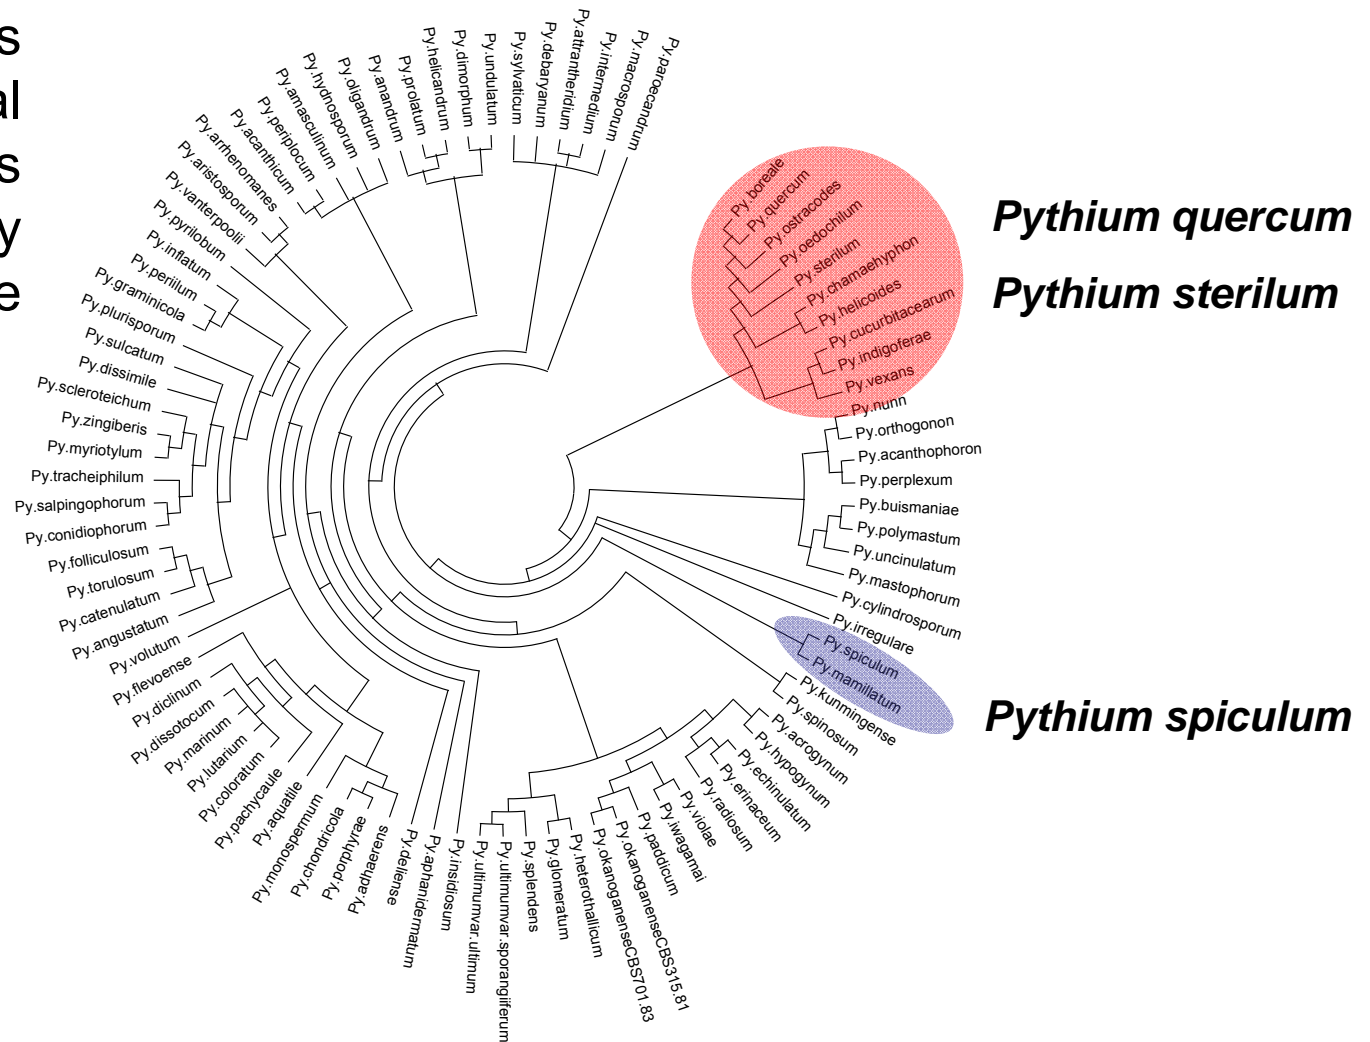 s
al
s
y
e
Py.paroecandrum
Py.macrosporum
Py.intermedium
Py.attrantheridium
Py.debaryanum
Py.sylvaticum
Py.undulatum
Py.dimorphum
Py.helicandrum
Py.prolatum
Py.anandrum
Py.oligandrum
Py.hydnosporum
Py.amasculinum
Py.periplocum
Py.acanthicum
Py.arrhenomanes
Py.aristosporum
Py.vanterpoolii
Py.pyrilobum
Py.inflatum
Py.periilum
Py.graminicola
Py.plurisporum
Py.sulcatum
Py.dissimile
Py.scleroteichum
Py.zingiberis
Py.myriotylum
Py.tracheiphilum
Py.salpingophorum
Py.conidiophorum
Py.folliculosum
Py.torulosum
Py.catenulatum
Py.angustatum
Py.volutum
Py.flevoense
Py.diclinum
Py.dissotocum
Py.marinum
Py.lutarium
Py.coloratum
Py.pachycaule
Py.aquatile
Py.monospermum
Py.chondricola
Py.porphyrae
Py.adhaerens
Py.deliense
Py.aphanidermatum
Py.insidiosum
Py.ultimumvar.ultimum
Py.ultimumvar.sporangiiferum
Py.splendens
Py.glomeratum
Py.heterothallicum
Py.okanoganenseCBS701.83
Py.okanoganenseCBS315.81
Py.paddicum
Py.iwagamai
Py.violae
Py.radiosum
Py.erinaceum
Py.echinulatum
Py.hypogynum
Py.acrogynum
Py.spinosum
Py.kunmingense
Py.mamillatum
Py.spiculum
Py.irregulare
Py.cylindrosporum
Py.mastophorum
Py.uncinulatum
Py.polymastum
Py.buismaniae
Py.perplexum
Py.acanthophoron
Py.orthogonon
Py.nunn
Py.vexans
Py.indigoferae
Py.cucurbitacearum
Py.helicoides
Py.chamaehyphon
Py.sterilum
Py.oedochilum
Py.ostracodes
Py.quercum
Py.boreale
Pythium quercum
Pythium sterilum
Pythium spiculum